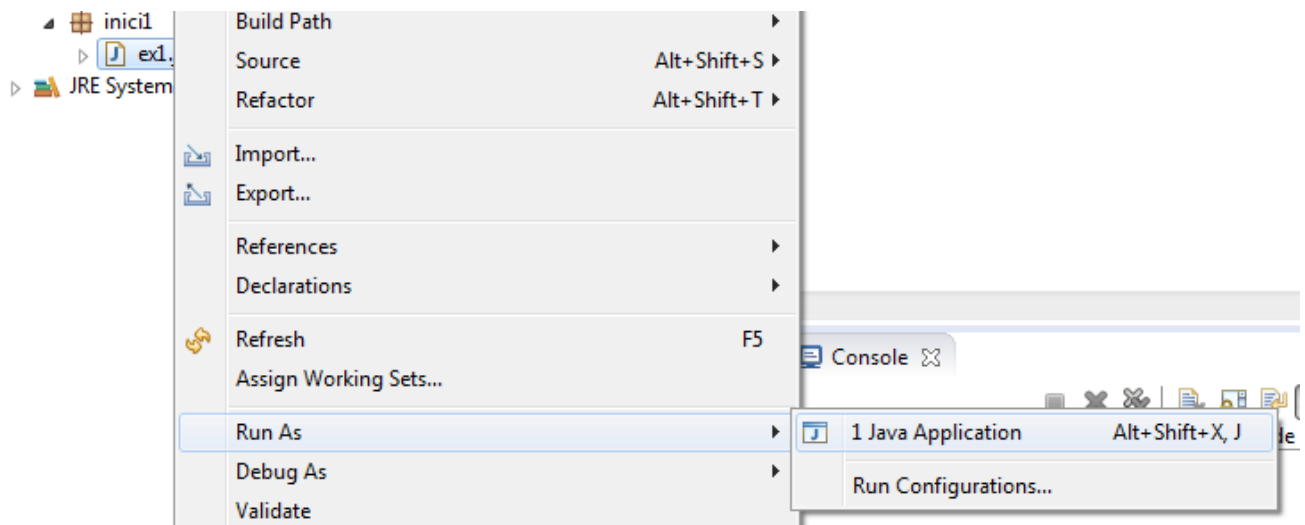 inici1
ex1.
JRE System
Build Path
Source Alt+Shift+S
Refactor Alt+Shift+T
Import...
Export...
References
Declarations
Refresh F5
Assign Working Sets...
Run As
Debug As
Validate
Console
1 Java Application Alt+Shift+X, J
Run Configurations...